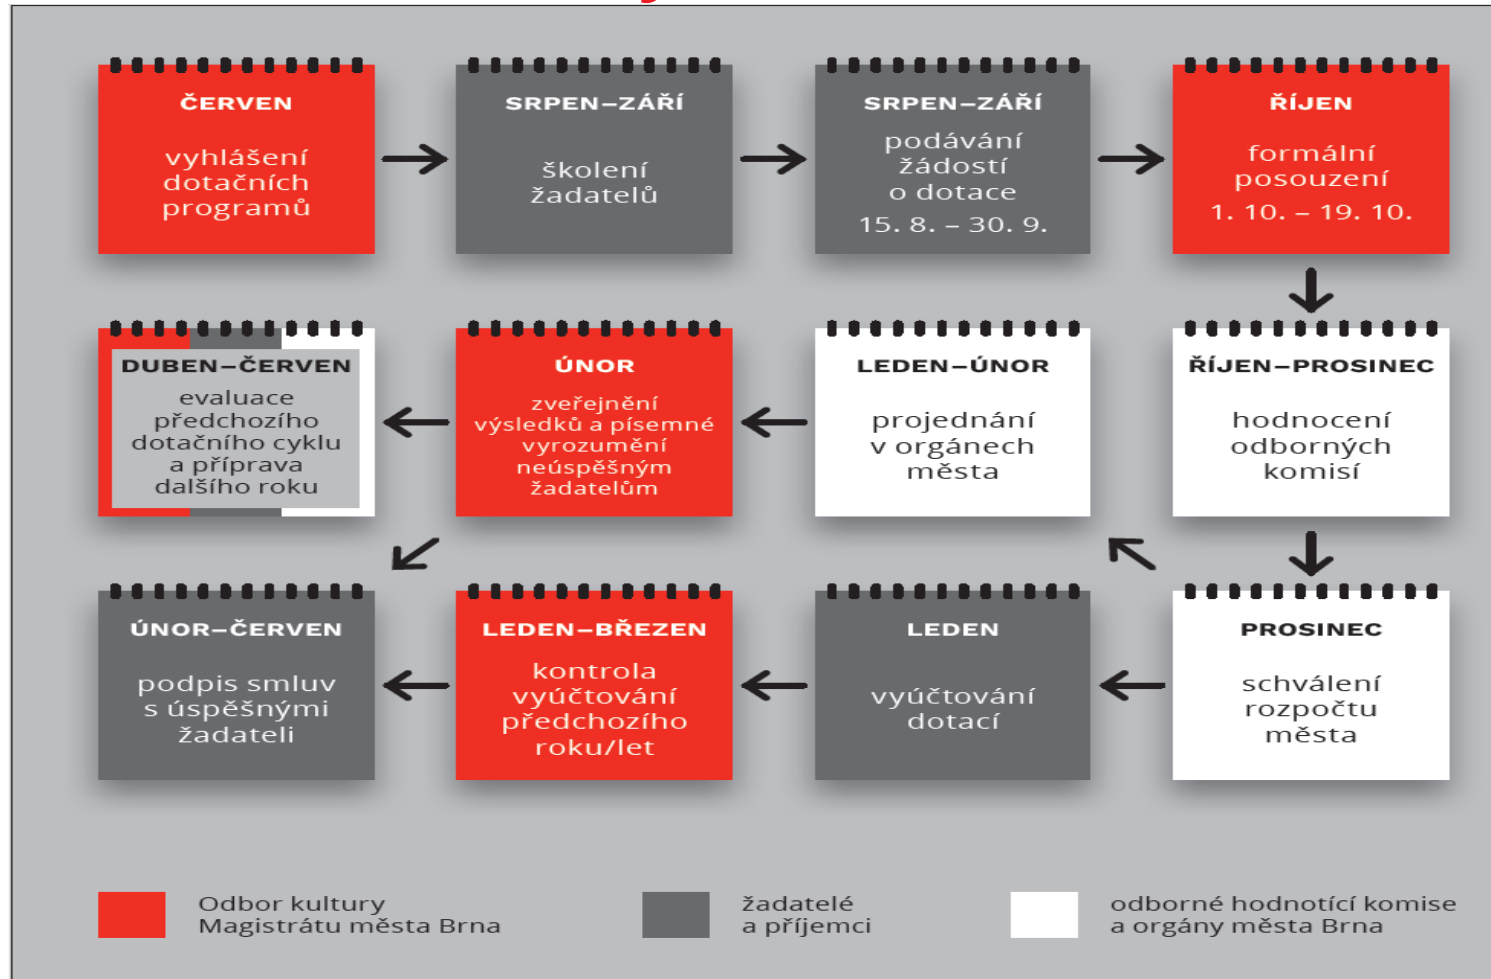 ČERVEN
vyhlášení
dotačních
programů
SRPEN–ZÁŘÍ
školení
žadatelů
SRPEN–ZÁŘÍ
podávání
žádostí
o dotace
15. 8. – 30. 9.
ŘÍJEN
formální
posouzení
1. 10. – 19. 10.
DUBEN–ČERVEN
evaluace
předchozího
dotačního cyklu
a příprava
dalšího roku
ÚNOR
zveřejnění
výsledků a písemné
vyrozumění
neúspěšným
žadatelům
LEDEN–ÚNOR
projednání
v orgánech
města
ŘÍJEN–PROSINEC
hodnocení
odborných
komisí
ÚNOR–ČERVEN
podpis smluv
s úspěšnými
žadateli
LEDEN–BŘEZEN
kontrola
vyúčtování
předchozího
roku/let
LEDEN
vyúčtování
dotací
PROSINEC
schválení
rozpočtu
města
Odbor kultury
Magistrátu města Brna
žadatelé
a příjemci
odborné hodnotící komise
a orgány města Brna